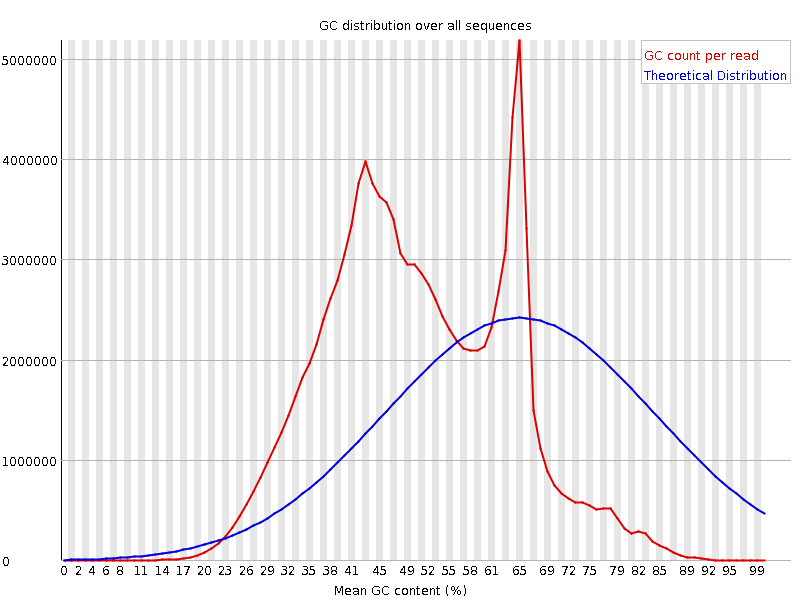 GC distribution over all sequences
GC count per read
Theoretical Distribution
5000000
4000000
3000000
2000000
1000000
0
0 2 4 6 8 11 14 17 20 23 26 29 32 35 38 41 45 49 52 55 58 61 65 69 72 75 79 82 85 89 92 95 99
Mean GC content (%)